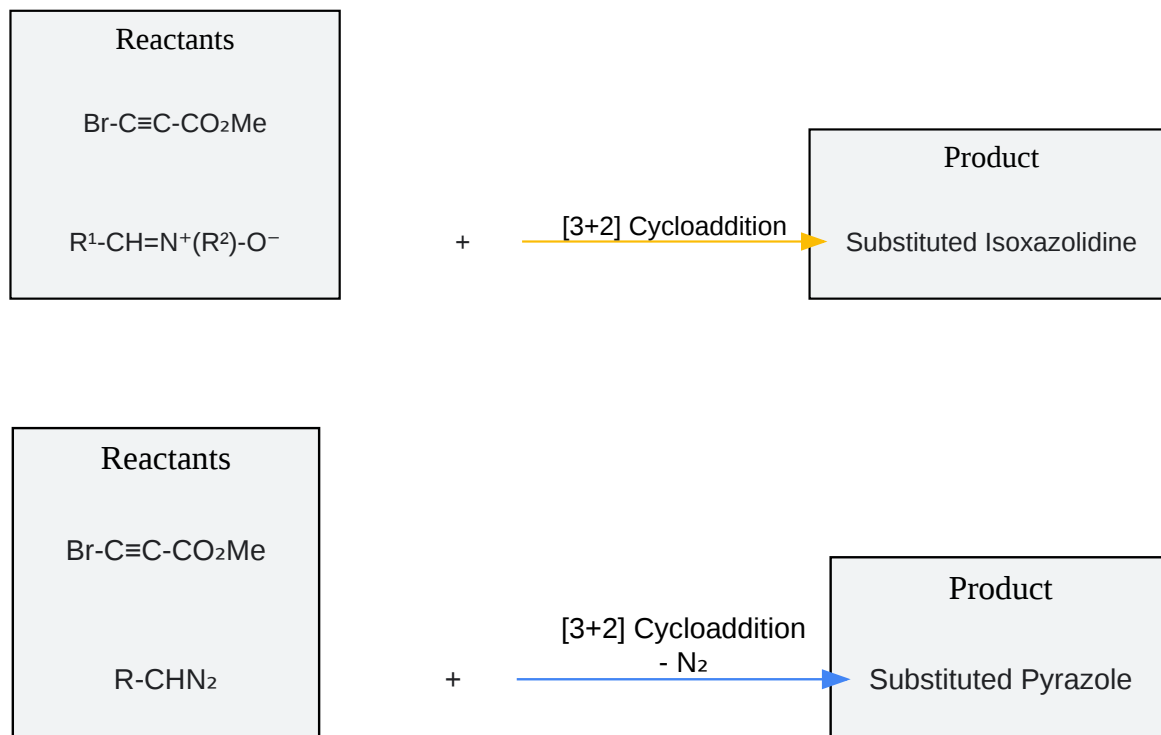 Reactants
Br-C≡C-CO₂Me
R¹-CH=N⁺(R²)-O⁻
+
[3+2] Cycloaddition
Product
Substituted Isoxazolidine
Reactants
Br-C≡C-CO₂Me
R-CHN₂
+
[3+2] Cycloaddition
- N₂
Product
Substituted Pyrazole